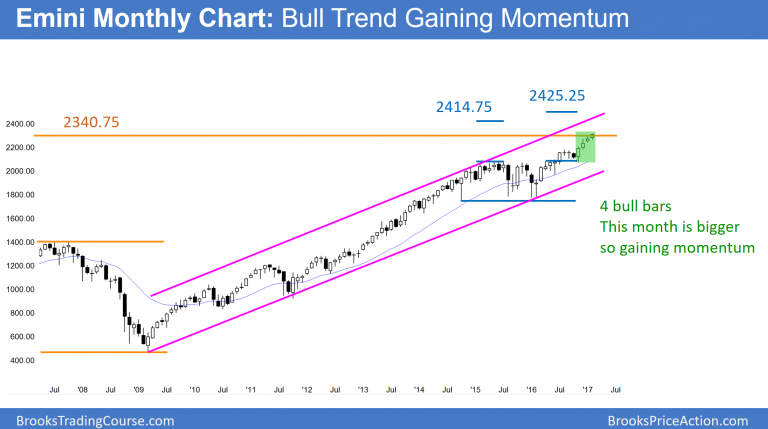 Emini Monthly Chart: Bull Trend Gaining Momentum
2425.25
2414.75
2340.75
2400.00
2200.00
2000.00
1800.00
1600.00
1400.00
1200.00
1000.00
800.00
600.00
400.00
4 bull bars
This month is bigger
so gaining momentum
Jul '08 Jul '09 Jul '10 Jul '11 Jul '12 Jul '13 Jul '14 Jul '15 Jul '16 Jul '17 Jul
BrooksTradingCourse.com BrooksPriceAction.com